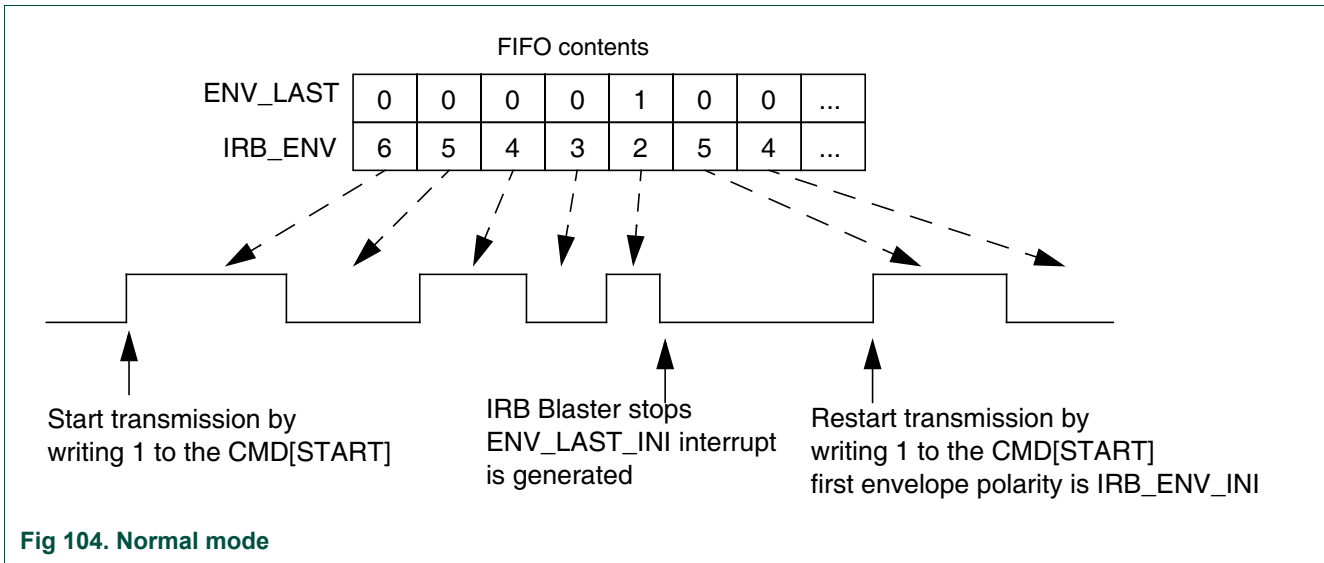 FIFO contents
ENV_LAST 0 0 0 0 1 0 0 ...
IRB_ENV 6 5 4 3 2 5 4 ...
Start transmission by
writing 1 to the CMD[START]
IRB Blaster stops
ENV_LAST_INI interrupt
is generated
Restart transmission by
writing 1 to the CMD[START]
first envelope polarity is IRB_ENV_INI
Fig 104. Normal mode